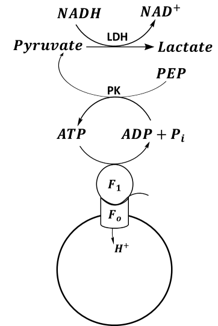 NADH NAD⁺
LDH
Pyruvate Lactate
PEP
PK
ATP ADP + Pᵢ
F₁
Fₒ
H⁺